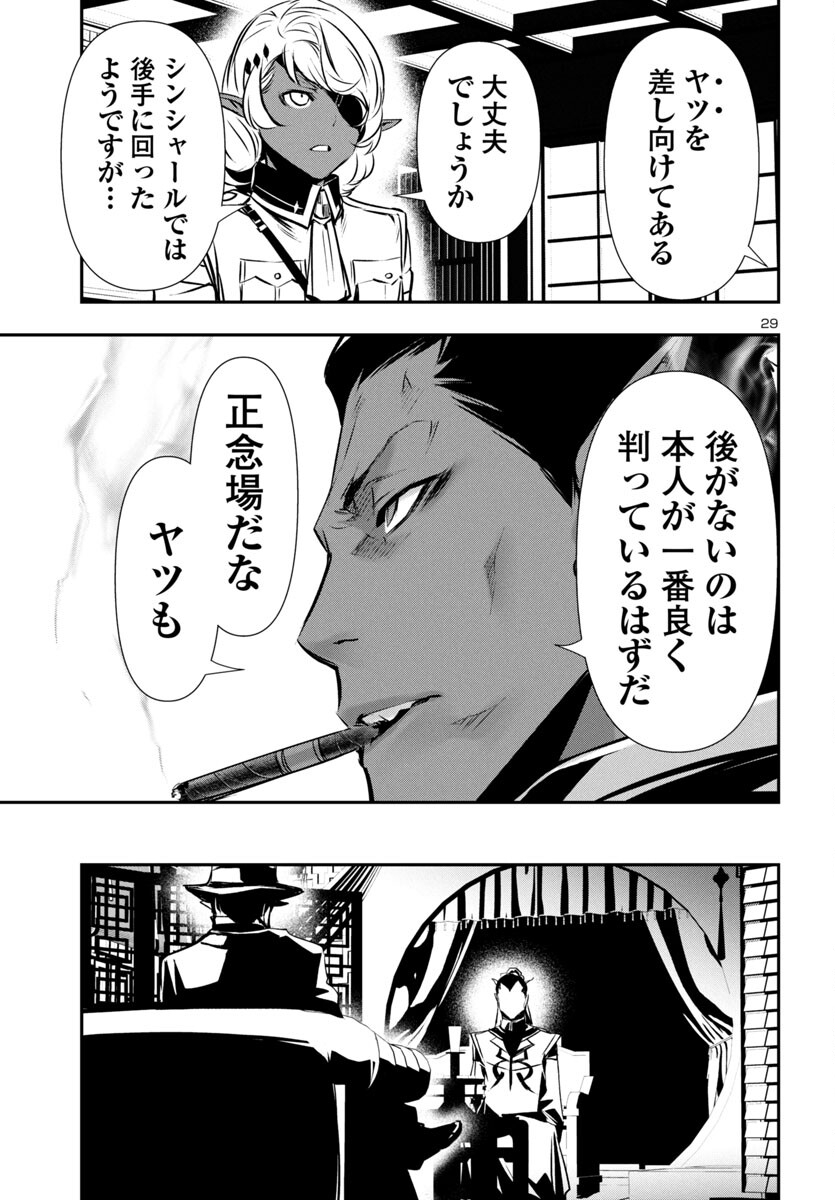 ヤツを
差し向けてある
大丈夫
でしょうか
シンシャールでは
後手に回った
ようですが…
29
後がないのは
本人が一番良く
判っているはずだ
正念場だな
ヤツも